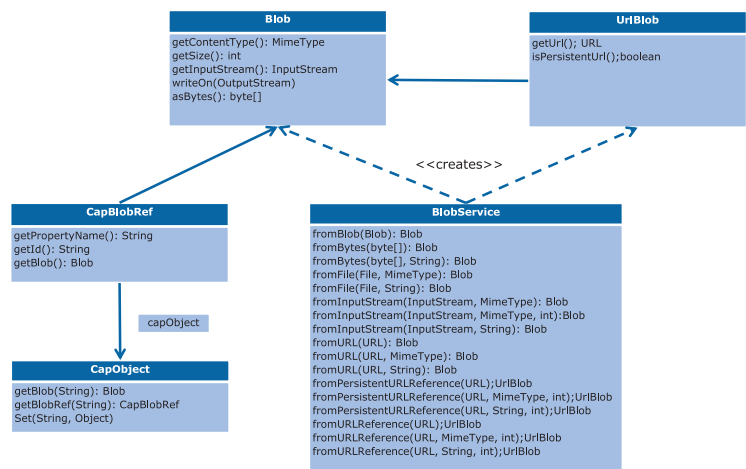 Blob
getContentType(): MimeType
getSize(): int
getInputStream(): InputStream
writeOn(OutputStream)
asBytes(): byte[]
UrlBlob
getUrl(); URL
isPersistentUrl();boolean
<<creates>>
CapBlobRef
getPropertyName(): String
getId(): String
getBlob(): Blob
capObject
CapObject
getBlob(String): Blob
getBlobRef(String): CapBlobRef
Set(String, Object)
BlobService
fromBlob(Blob): Blob
fromBytes(byte[]): Blob
fromBytes(byte[], String): Blob
fromFile(File, MimeType): Blob
fromFile(File, String): Blob
fromInputStream(InputStream, MimeType): Blob
fromInputStream(InputStream, MimeType, int):Blob
fromInputStream(InputStream, String): Blob
fromURL(URL): Blob
fromURL(URL, MimeType): Blob
fromURL(URL, String): Blob
fromPersistentURLReference(URL);UrlBlob
fromPersistentURLReference(URL, MimeType, int);UrlBlob
fromPersistentURLReference(URL, String, int);UrlBlob
fromURLReference(URL);UrlBlob
fromURLReference(URL, MimeType, int);UrlBlob
fromURLReference(URL, String, int);UrlBlob